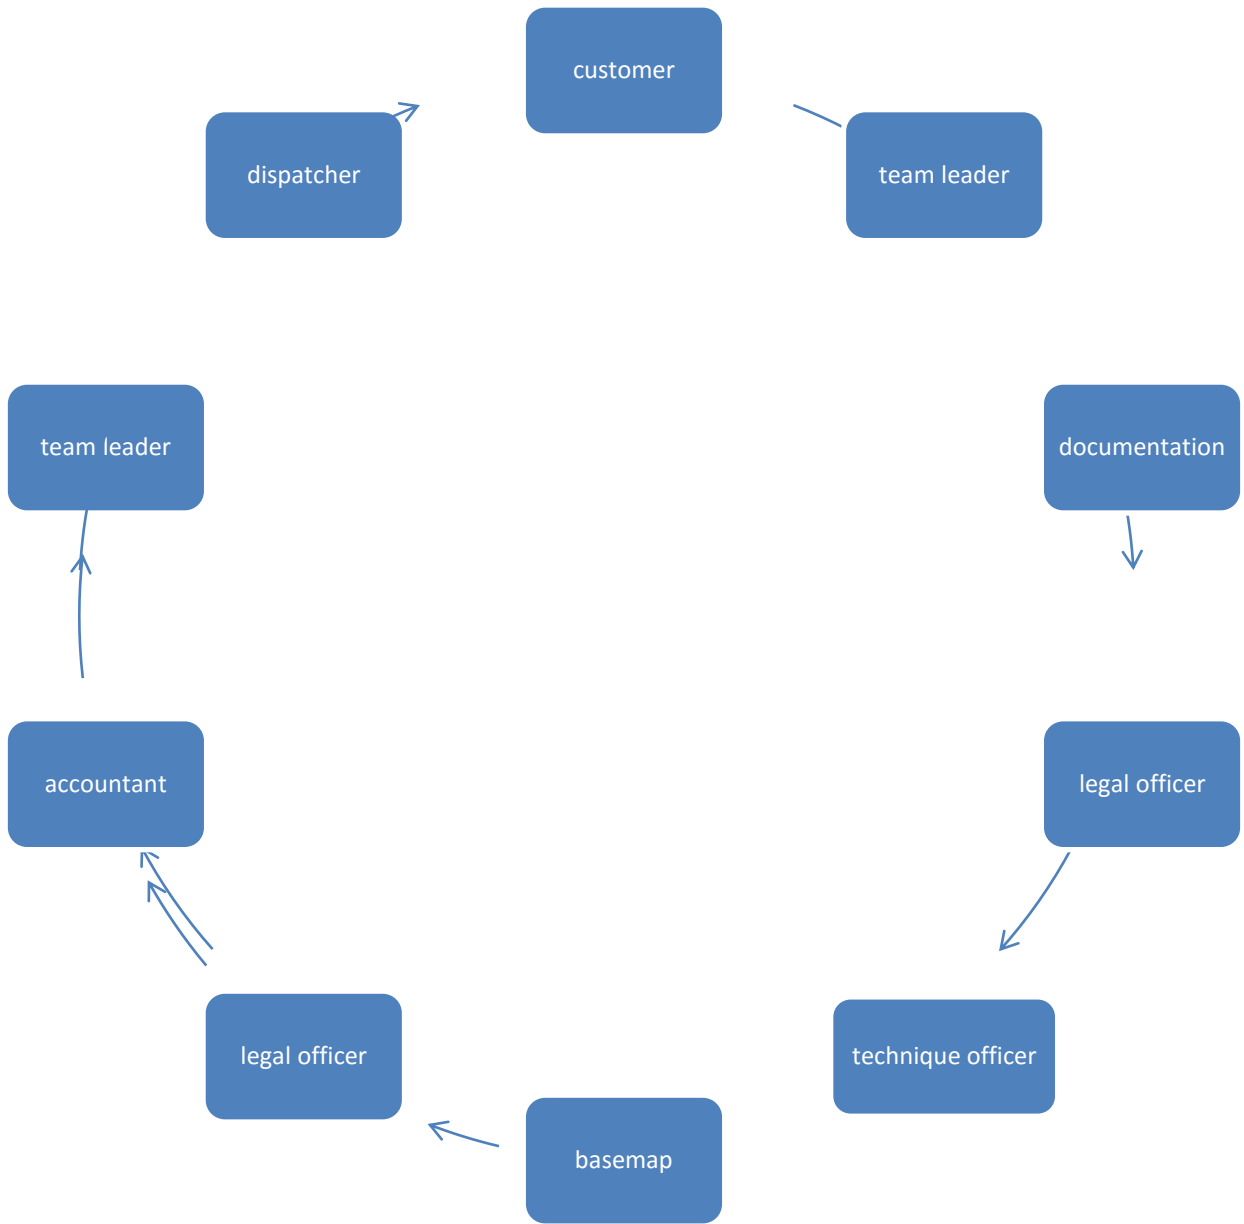 customer
team leader
documentation
legal officer
technique officer
basemap
legal officer
accountant
team leader
dispatcher